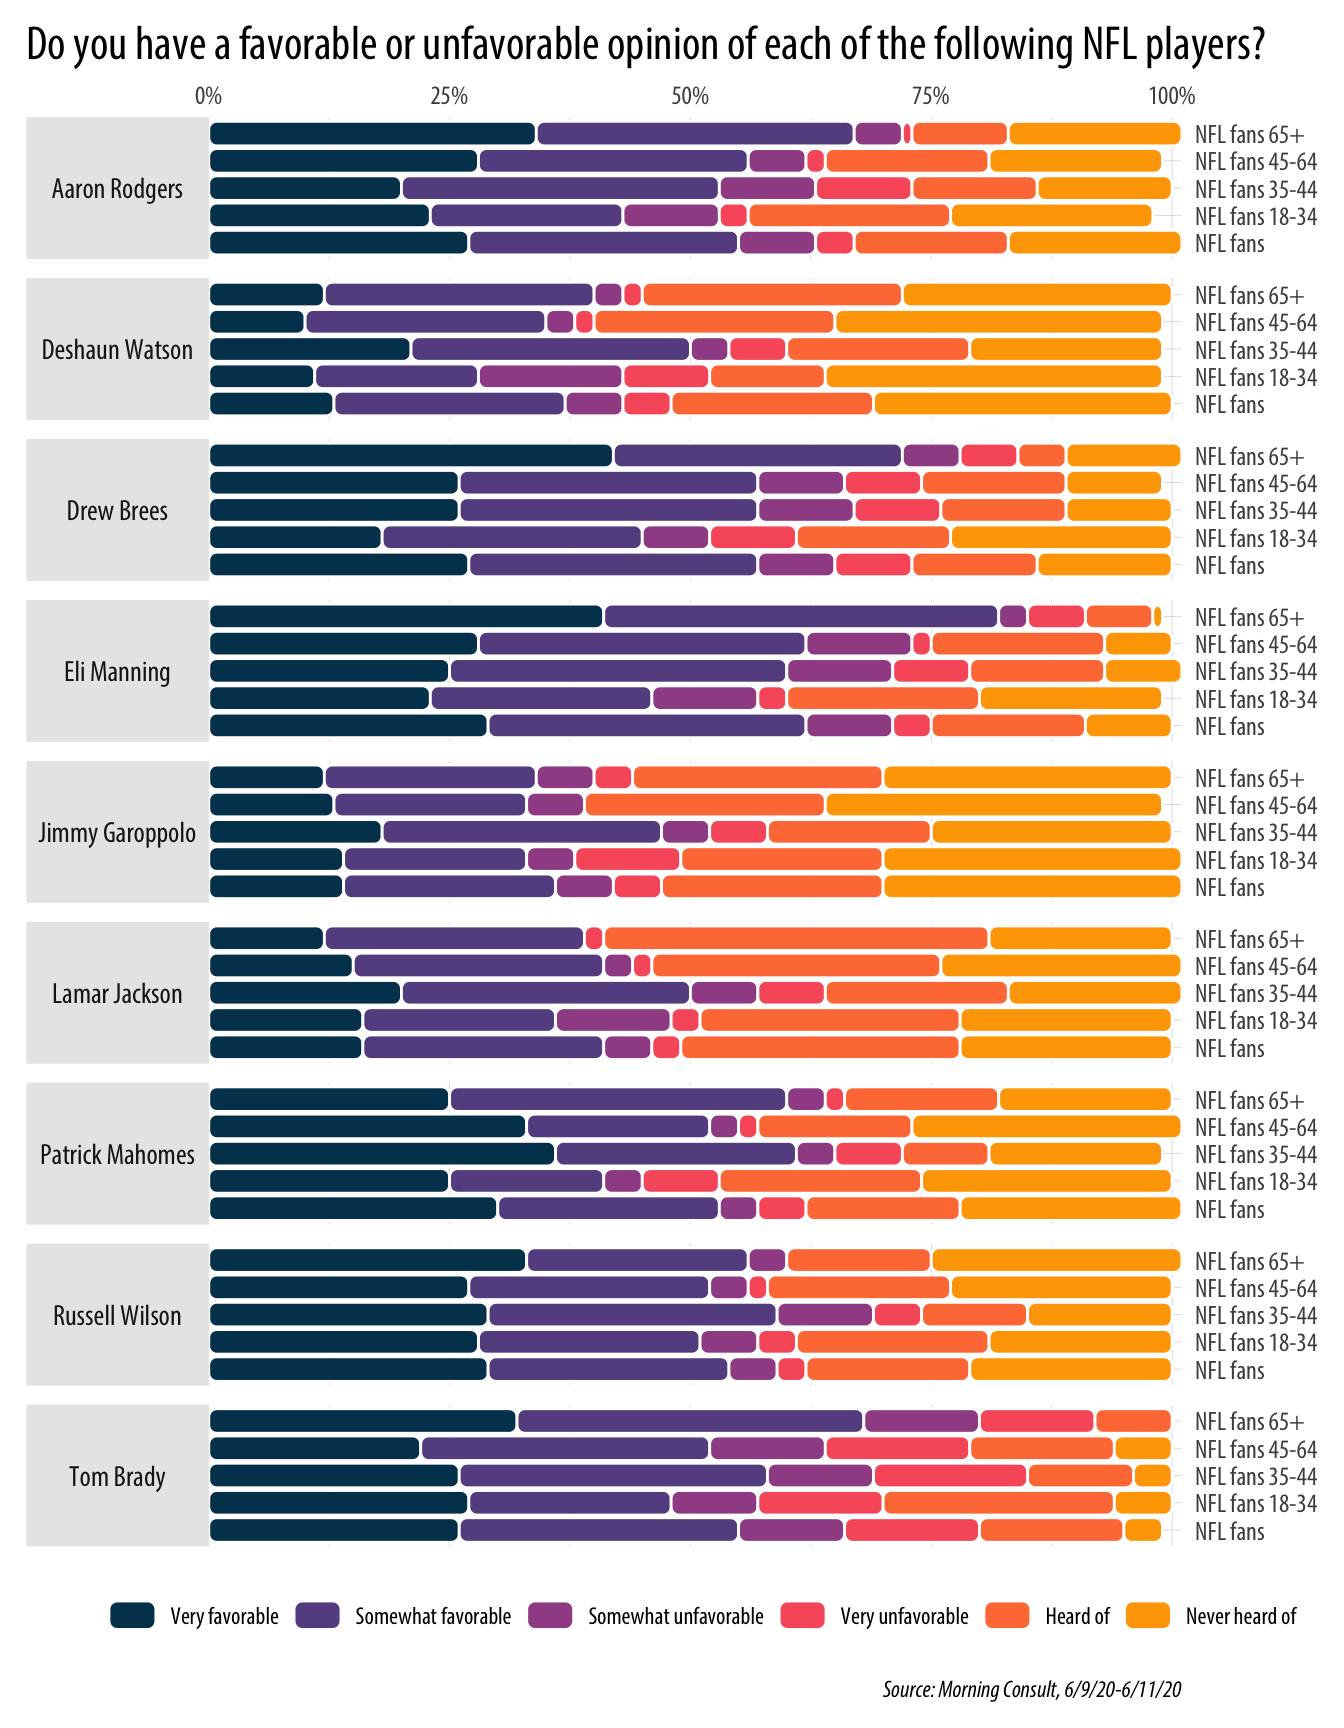 Do you have a favorable or unfavorable opinion of each of the following NFL players?
0% 25% 50% 75% 100%
Aaron Rodgers
NFL fans 65+
NFL fans 45-64
NFL fans 35-44
NFL fans 18-34
NFL fans
Deshaun Watson
NFL fans 65+
NFL fans 45-64
NFL fans 35-44
NFL fans 18-34
NFL fans
Drew Brees
NFL fans 65+
NFL fans 45-64
NFL fans 35-44
NFL fans 18-34
NFL fans
Eli Manning
NFL fans 65+
NFL fans 45-64
NFL fans 35-44
NFL fans 18-34
NFL fans
Jimmy Garoppolo
NFL fans 65+
NFL fans 45-64
NFL fans 35-44
NFL fans 18-34
NFL fans
Lamar Jackson
NFL fans 65+
NFL fans 45-64
NFL fans 35-44
NFL fans 18-34
NFL fans
Patrick Mahomes
NFL fans 65+
NFL fans 45-64
NFL fans 35-44
NFL fans 18-34
NFL fans
Russell Wilson
NFL fans 65+
NFL fans 45-64
NFL fans 35-44
NFL fans 18-34
NFL fans
Tom Brady
NFL fans 65+
NFL fans 45-64
NFL fans 35-44
NFL fans 18-34
NFL fans
Very favorable Somewhat favorable Somewhat unfavorable Very unfavorable Heard of Never heard of
Source: Morning Consult, 6/9/20-6/11/20